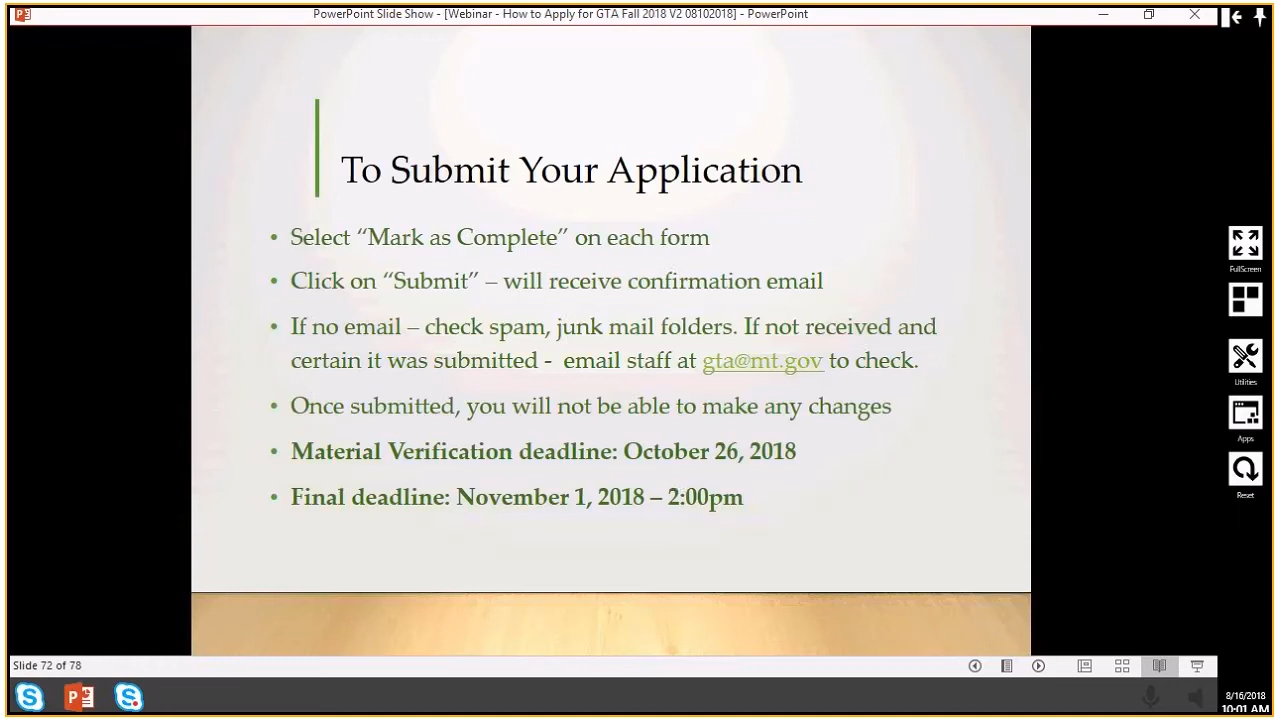 PowerPoint Slide Show - [Webinar - How to Apply for GTA Fall 2018 V2 08102018] - PowerPoint
To Submit Your Application
• Select “Mark as Complete” on each form
• Click on “Submit” – will receive confirmation email
• If no email – check spam, junk mail folders. If not received and
certain it was submitted - email staff at gta@mt.gov to check.
• Once submitted, you will not be able to make any changes
• Material Verification deadline: October 26, 2018
• Final deadline: November 1, 2018 – 2:00pm
FullScreen
Utilities
Apps
Reset
Slide 72 of 78
8/16/2018
10:01 AM